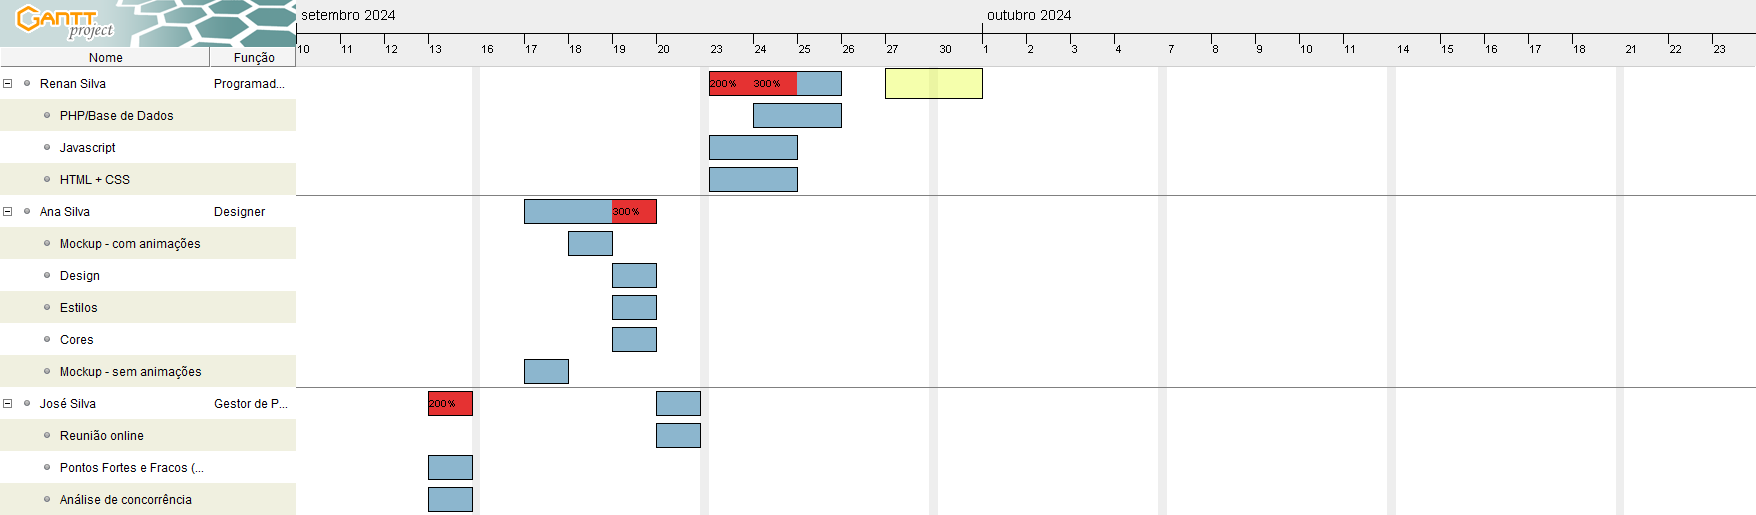 GANTT
project
setembro 2024
outubro 2024
10 11 12 13 16 17 18 19 20 23 24 25 26 27 30 1 2 3 4 7 8 9 10 11 14 15 16 17 18 21 22 23
Nome Função
Renan Silva Programad... 200% 300%
PHP/Base de Dados
Javascript
HTML + CSS
Ana Silva Designer 300%
Mockup - com animações
Design
Estilos
Cores
Mockup - sem animações
José Silva Gestor de P... 200%
Reunião online
Pontos Fortes e Fracos (...
Análise de concorrência